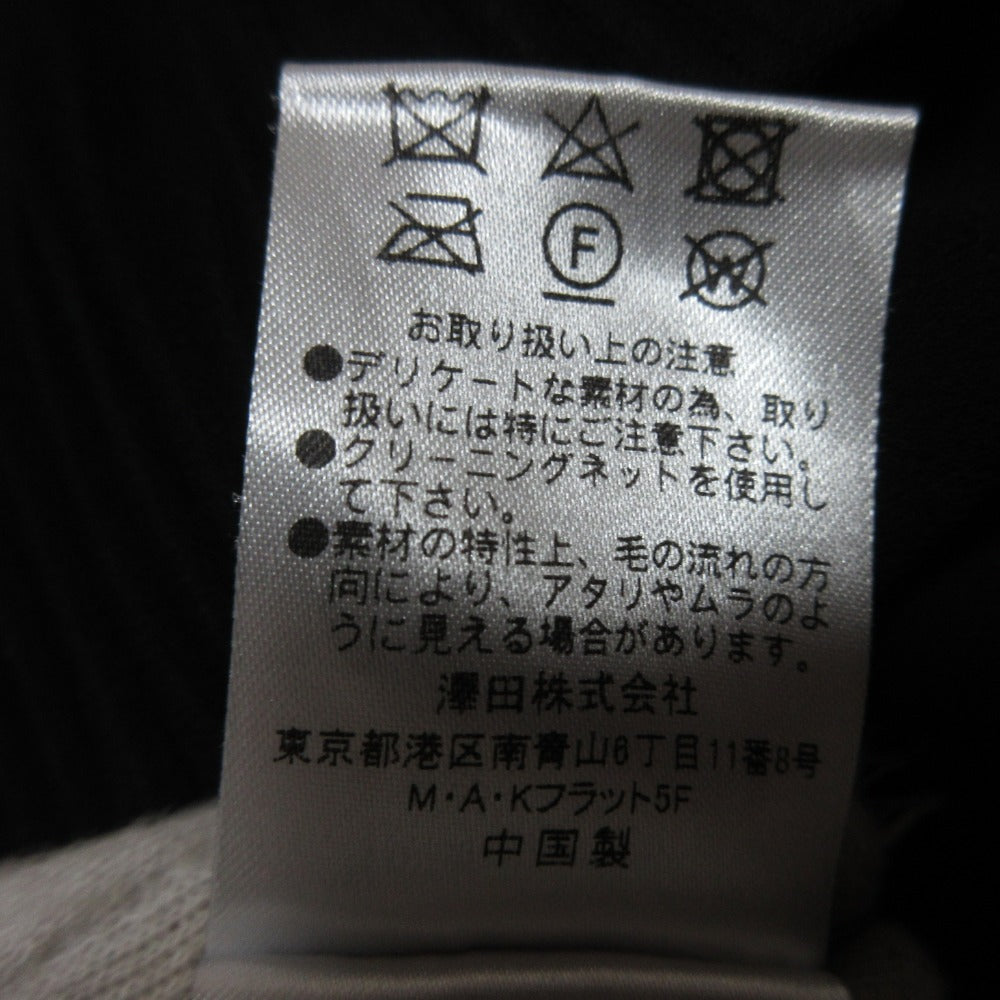 F W
お取り扱い上の注意
●デリケートな素材の為、取り
扱いには特にご注意下さい。
●クリーニングネットを使用し
て下さい。
●素材の特性上、毛の流れの方
向により、アタリやムラのよ
うに見える場合があります。
澤田株式会社
東京都港区南青山6丁目11番8号
M・A・Kフラット5F
中国製